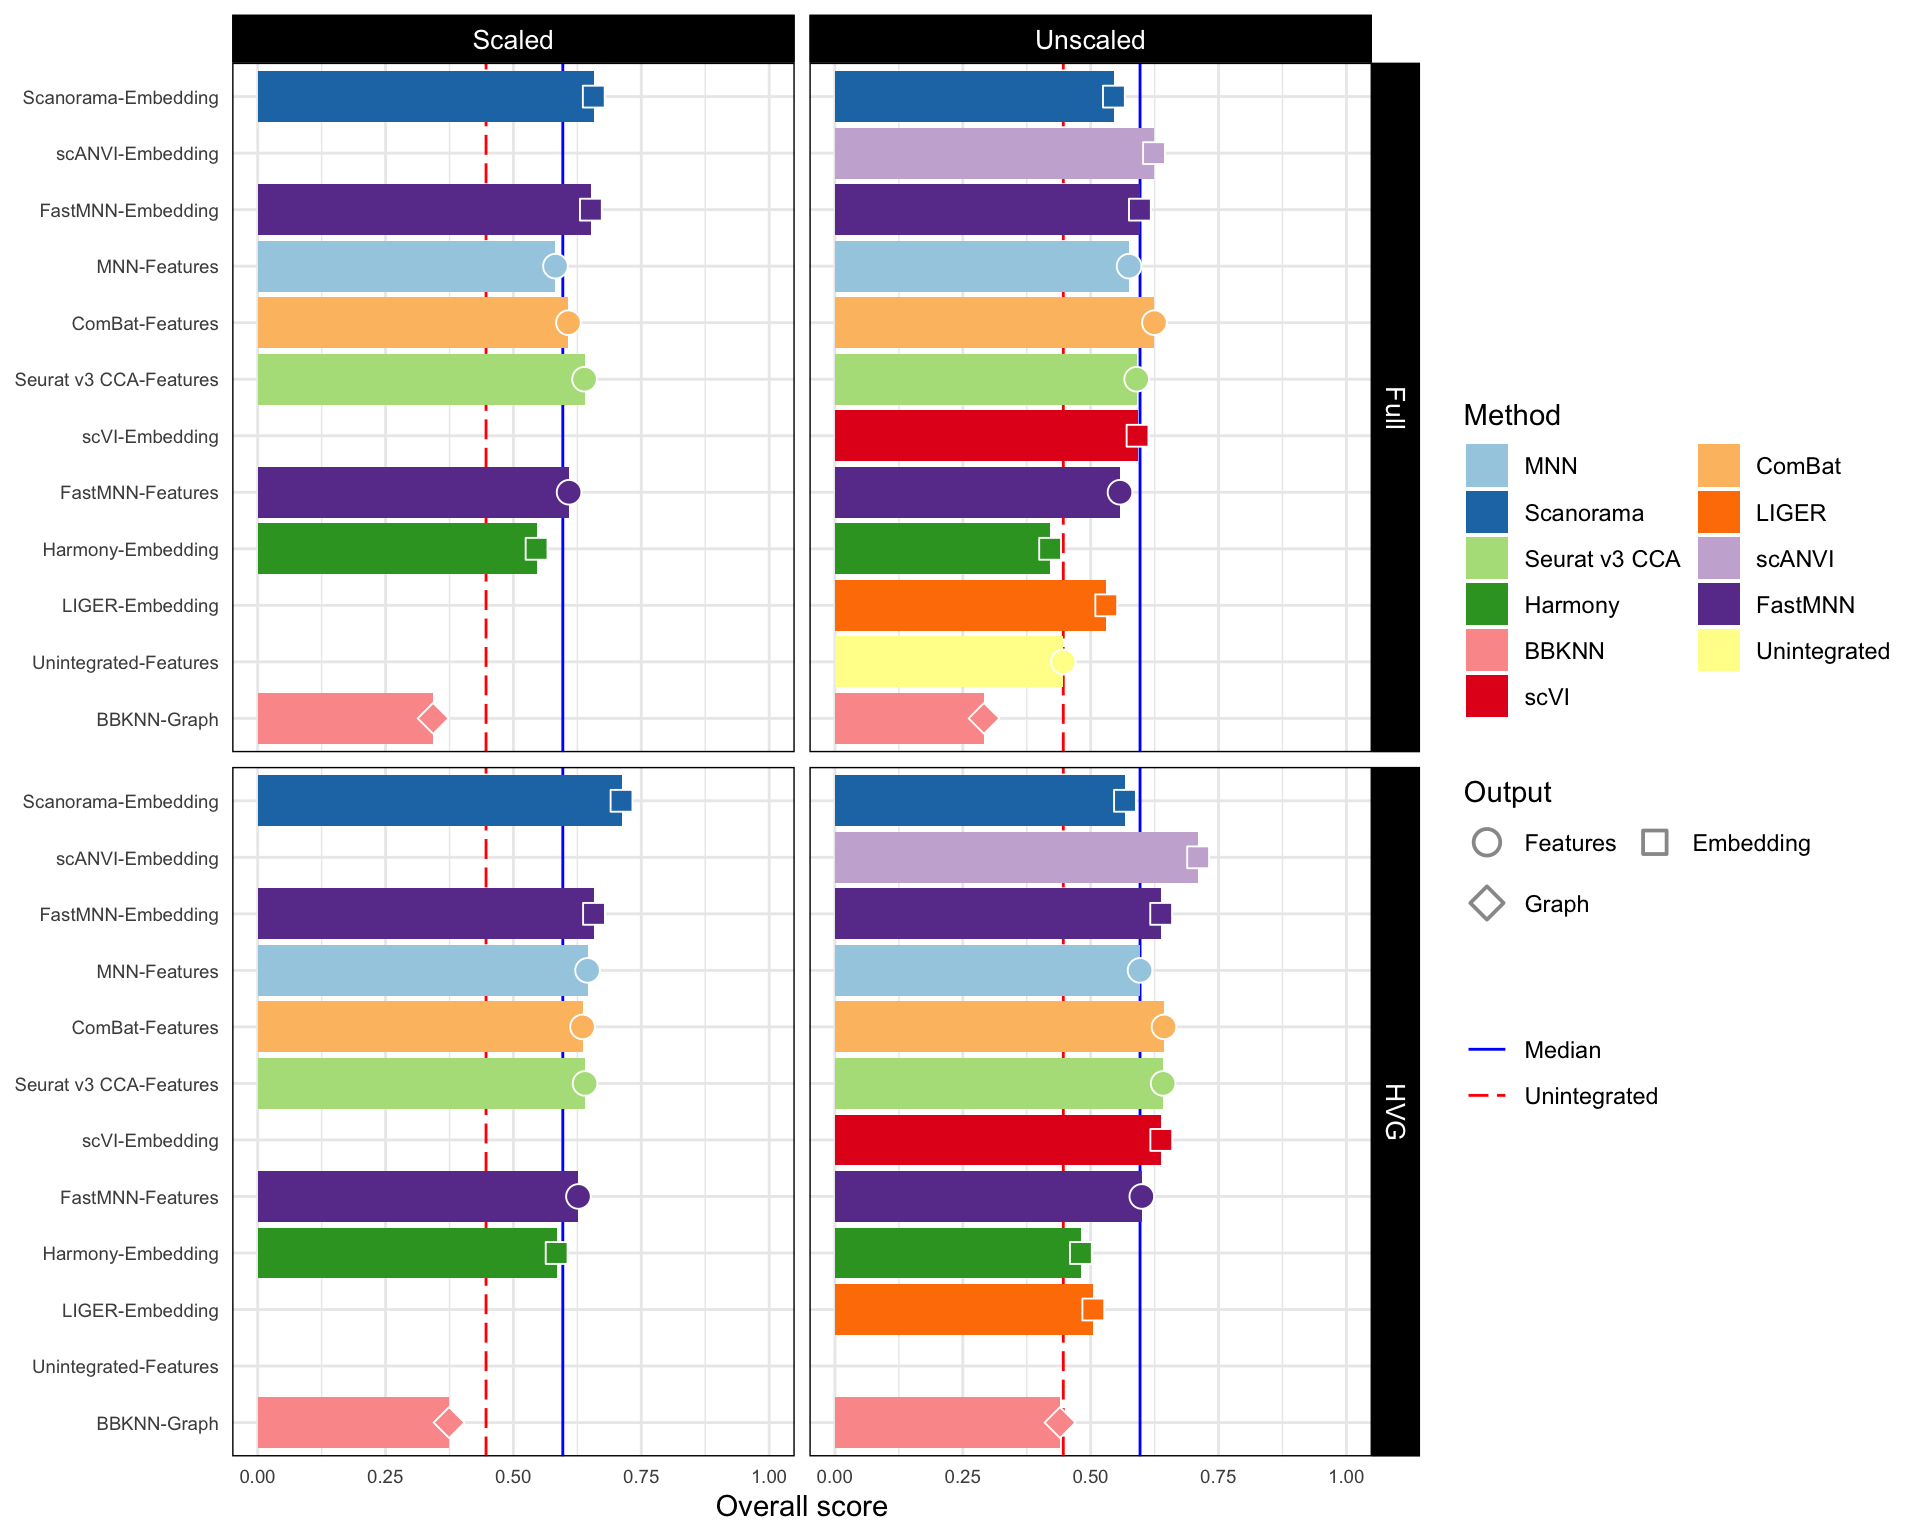 Scaled
Unscaled
Scanorama-Embedding
scANVI-Embedding
FastMNN-Embedding
MNN-Features
ComBat-Features
Seurat v3 CCA-Features
scVI-Embedding
FastMNN-Features
Harmony-Embedding
LIGER-Embedding
Unintegrated-Features
BBKNN-Graph
Full
Scanorama-Embedding
scANVI-Embedding
FastMNN-Embedding
MNN-Features
ComBat-Features
Seurat v3 CCA-Features
scVI-Embedding
FastMNN-Features
Harmony-Embedding
LIGER-Embedding
Unintegrated-Features
BBKNN-Graph
HVG
0.00 0.25 0.50 0.75 1.00
0.00 0.25 0.50 0.75 1.00
Overall score
Method
MNN
Scanorama
Seurat v3 CCA
Harmony
BBKNN
scVI
ComBat
LIGER
scANVI
FastMNN
Unintegrated
Output
Features
Embedding
Graph
Median
Unintegrated